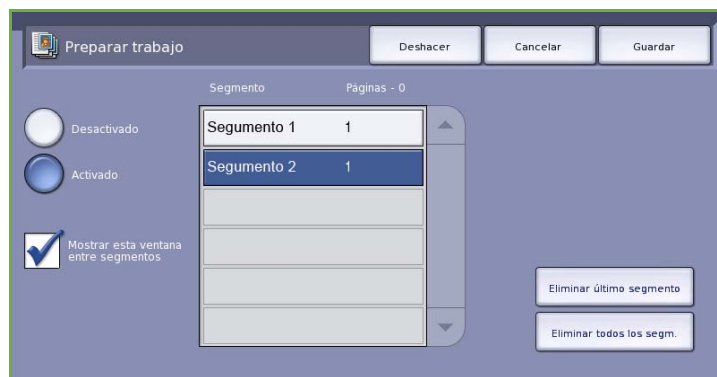 Preparar trabajo
Deshacer
Cancelar
Guardar
Segmento Páginas - 0
Desactivado
Activado
Segumento 1 1
Segumento 2 1
Mostrar esta ventana
entre segmentos
Eliminar último segmento
Eliminar todos los segm.